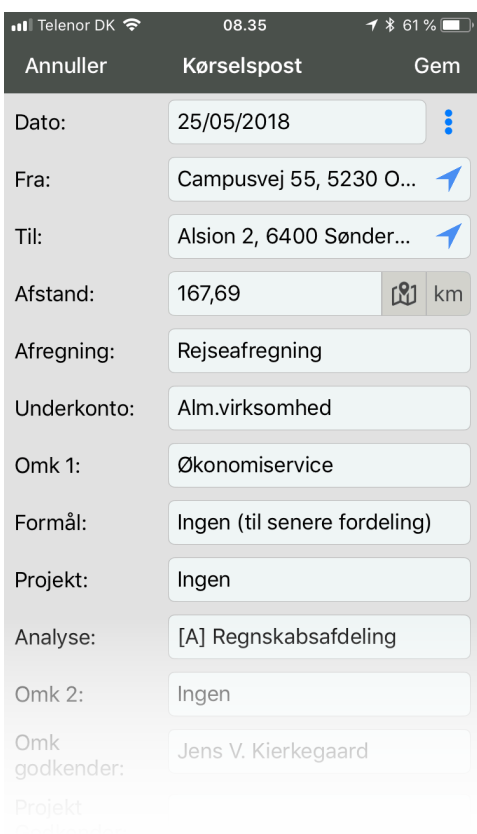 Telenor DK 08.35 61 %
Annuller Kørselspost Gem
Dato: 25/05/2018
Fra: Campusvej 55, 5230 O...
Til: Alsion 2, 6400 Sønder...
Afstand: 167,69 km
Afregning: Rejseafregning
Underkonto: Alm.virksomhed
Omk 1: Økonomiservice
Formål: Ingen (til senere fordeling)
Projekt: Ingen
Analyse: [A] Regnskabsafdeling
Omk 2: Ingen
Omk
godkender: Jens V. Kierkegaard
Projekt